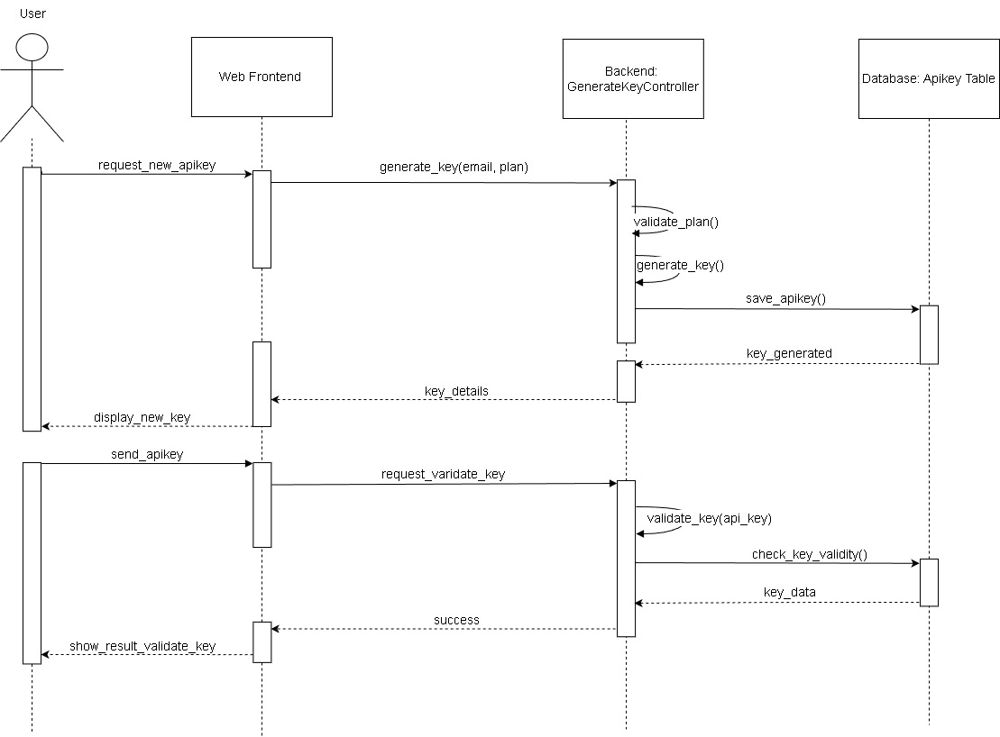 User
Web Frontend
Backend:
GenerateKeyController
Database: Apikey Table
request_new_apikey
generate_key(email, plan)
validate_plan()
generate_key()
save_apikey()
key_generated
key_details
display_new_key
send_apikey
request_varidate_key
validate_key(api_key)
check_key_validity()
key_data
success
show_result_validate_key